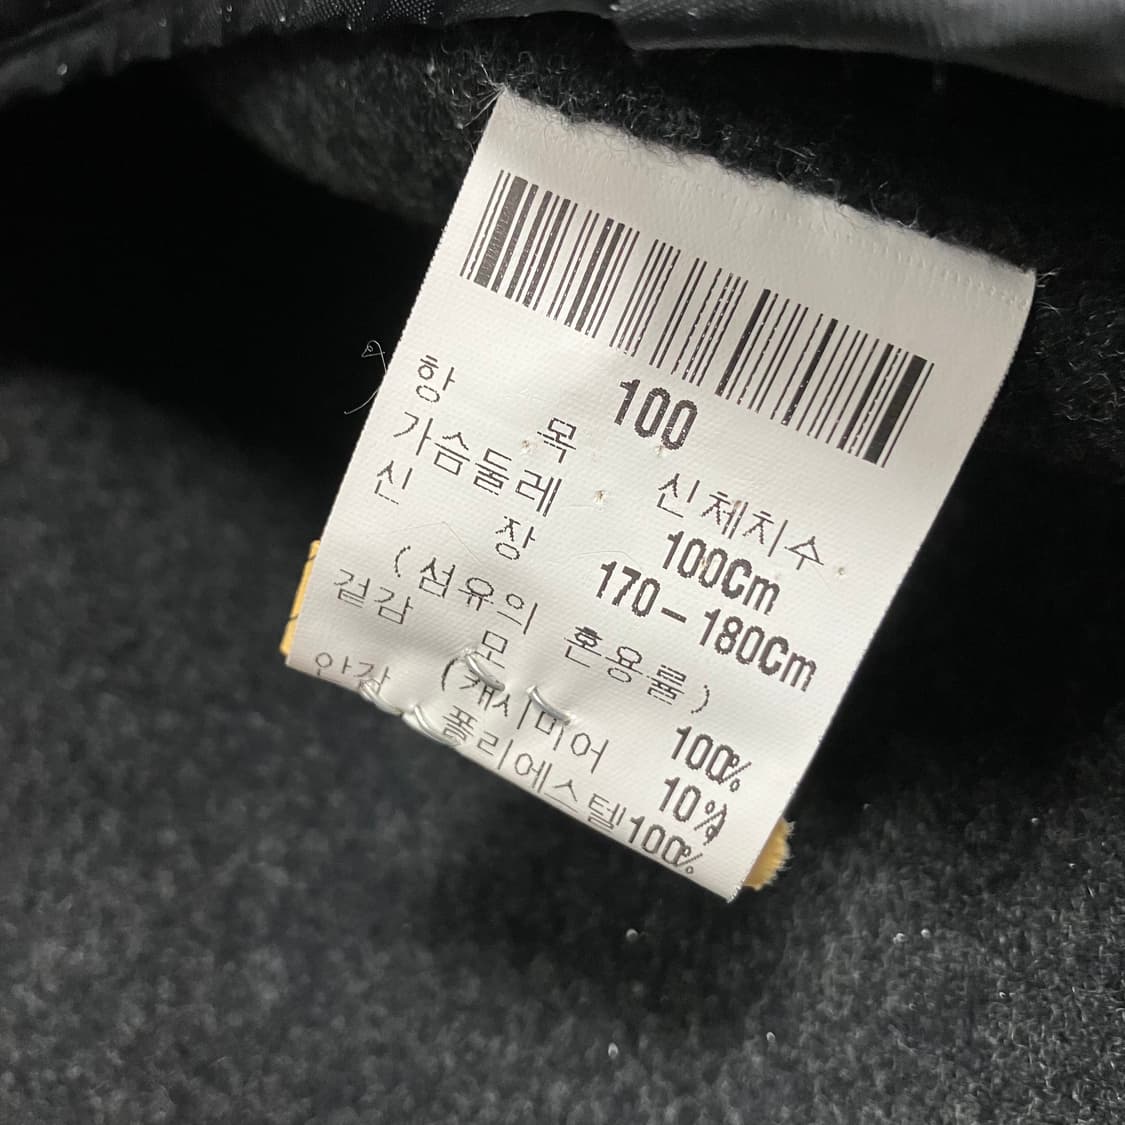 100
항 목 신체치수
가슴둘레 100Cm
신 장 170-180Cm
(섬유의 혼용률)
겉감 모 100%
(캐시미어 10%)
안감 폴리에스텔100%